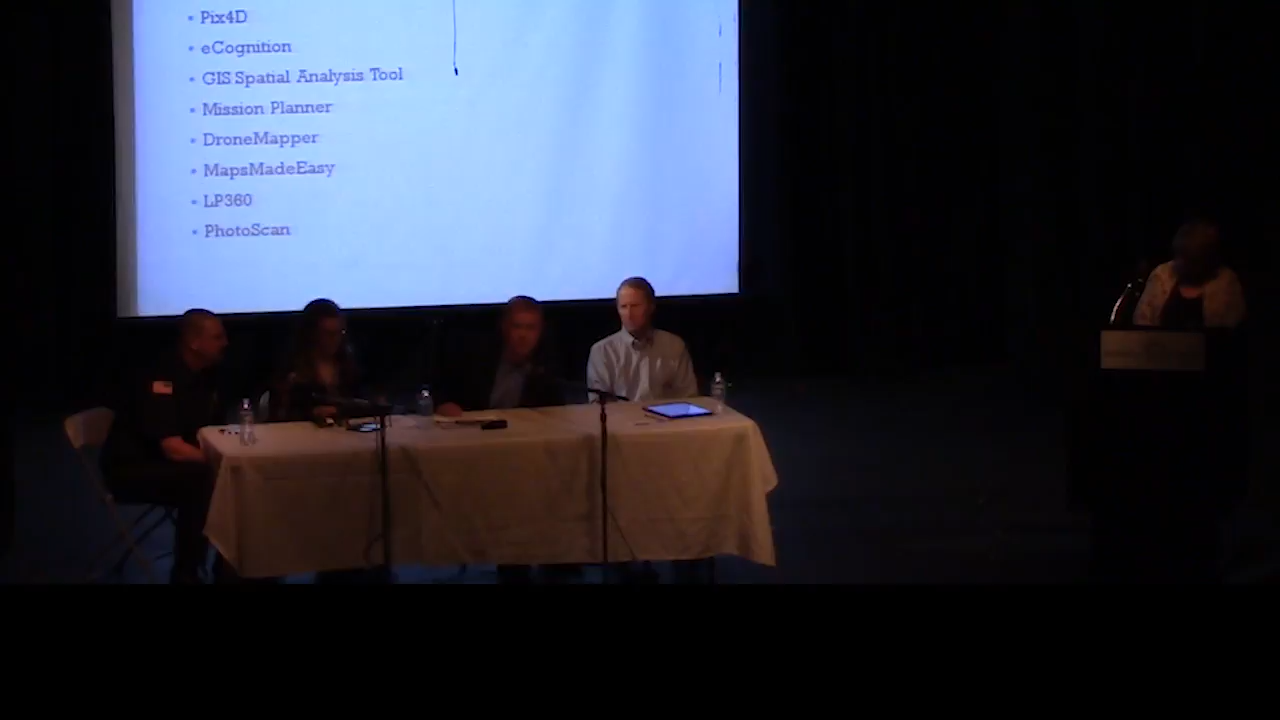 • Pix4D
• eCognition
• GIS Spatial Analysis Tool
• Mission Planner
• DroneMapper
• MapsMadeEasy
• LP360
• PhotoScan